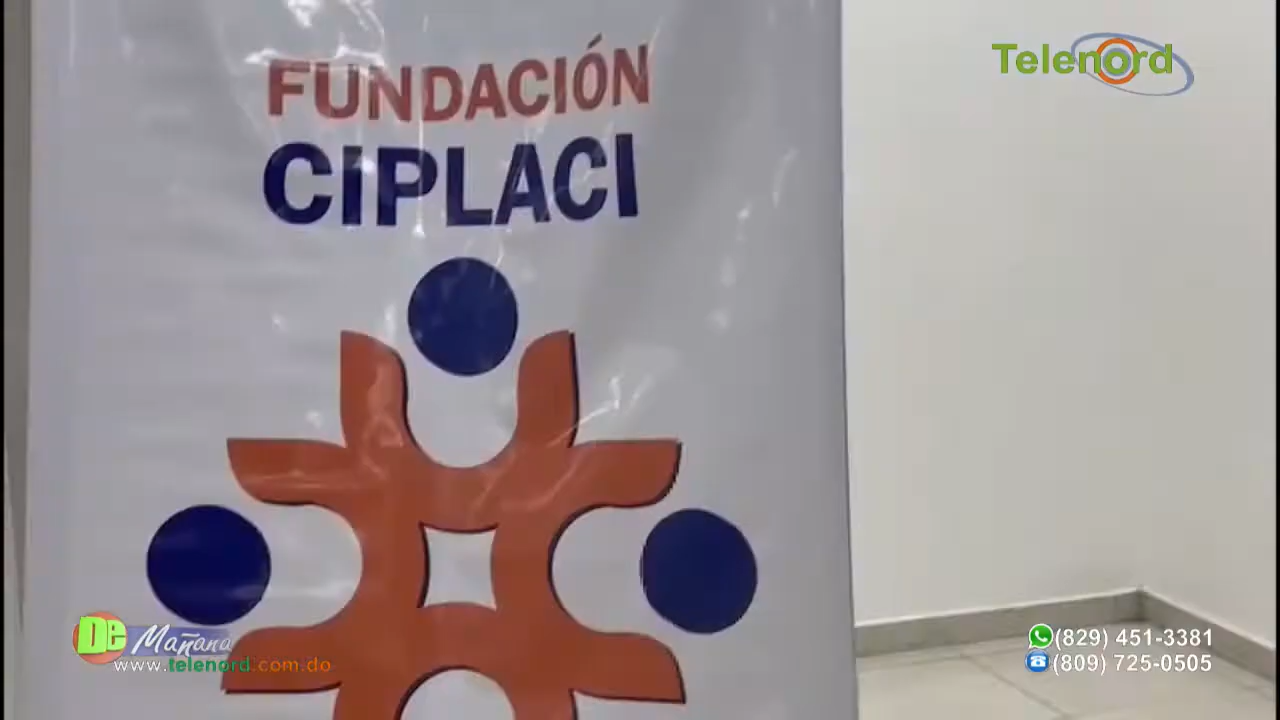 FUNDACIÓN
CIPLACI
Telenord
De Mañana
www.telenord.com.do
(829) 451-3381
(809) 725-0505